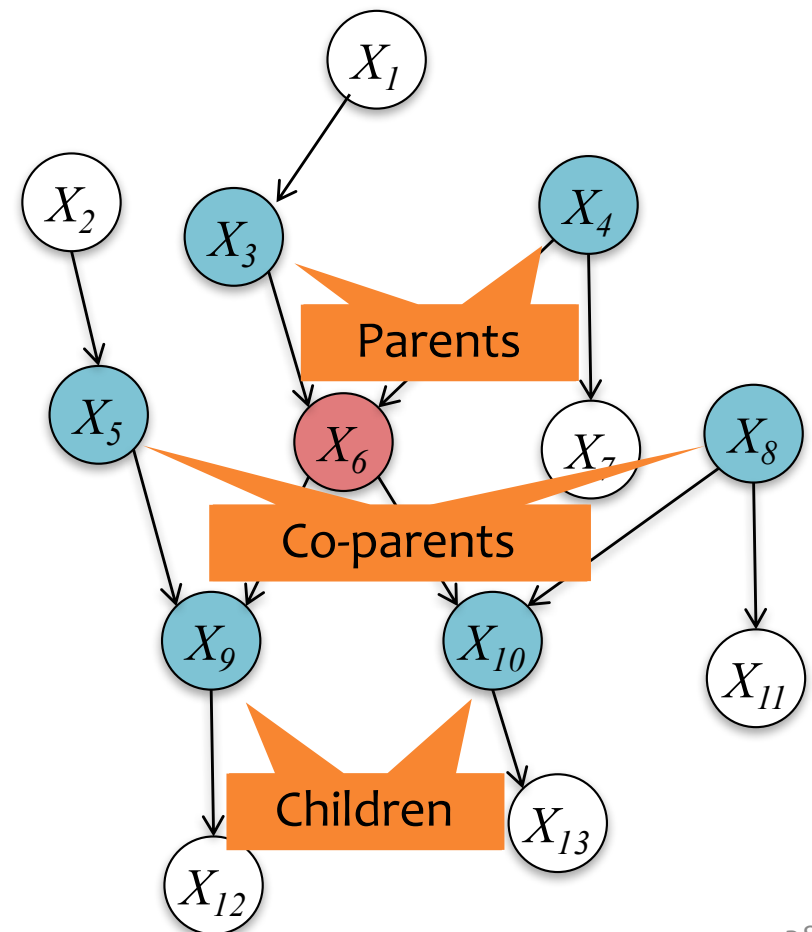 X1
X2
X3
X4
Parents
X5
X6
X7
X8
Co-parents
X9
X10
X11
Children
X13
X12